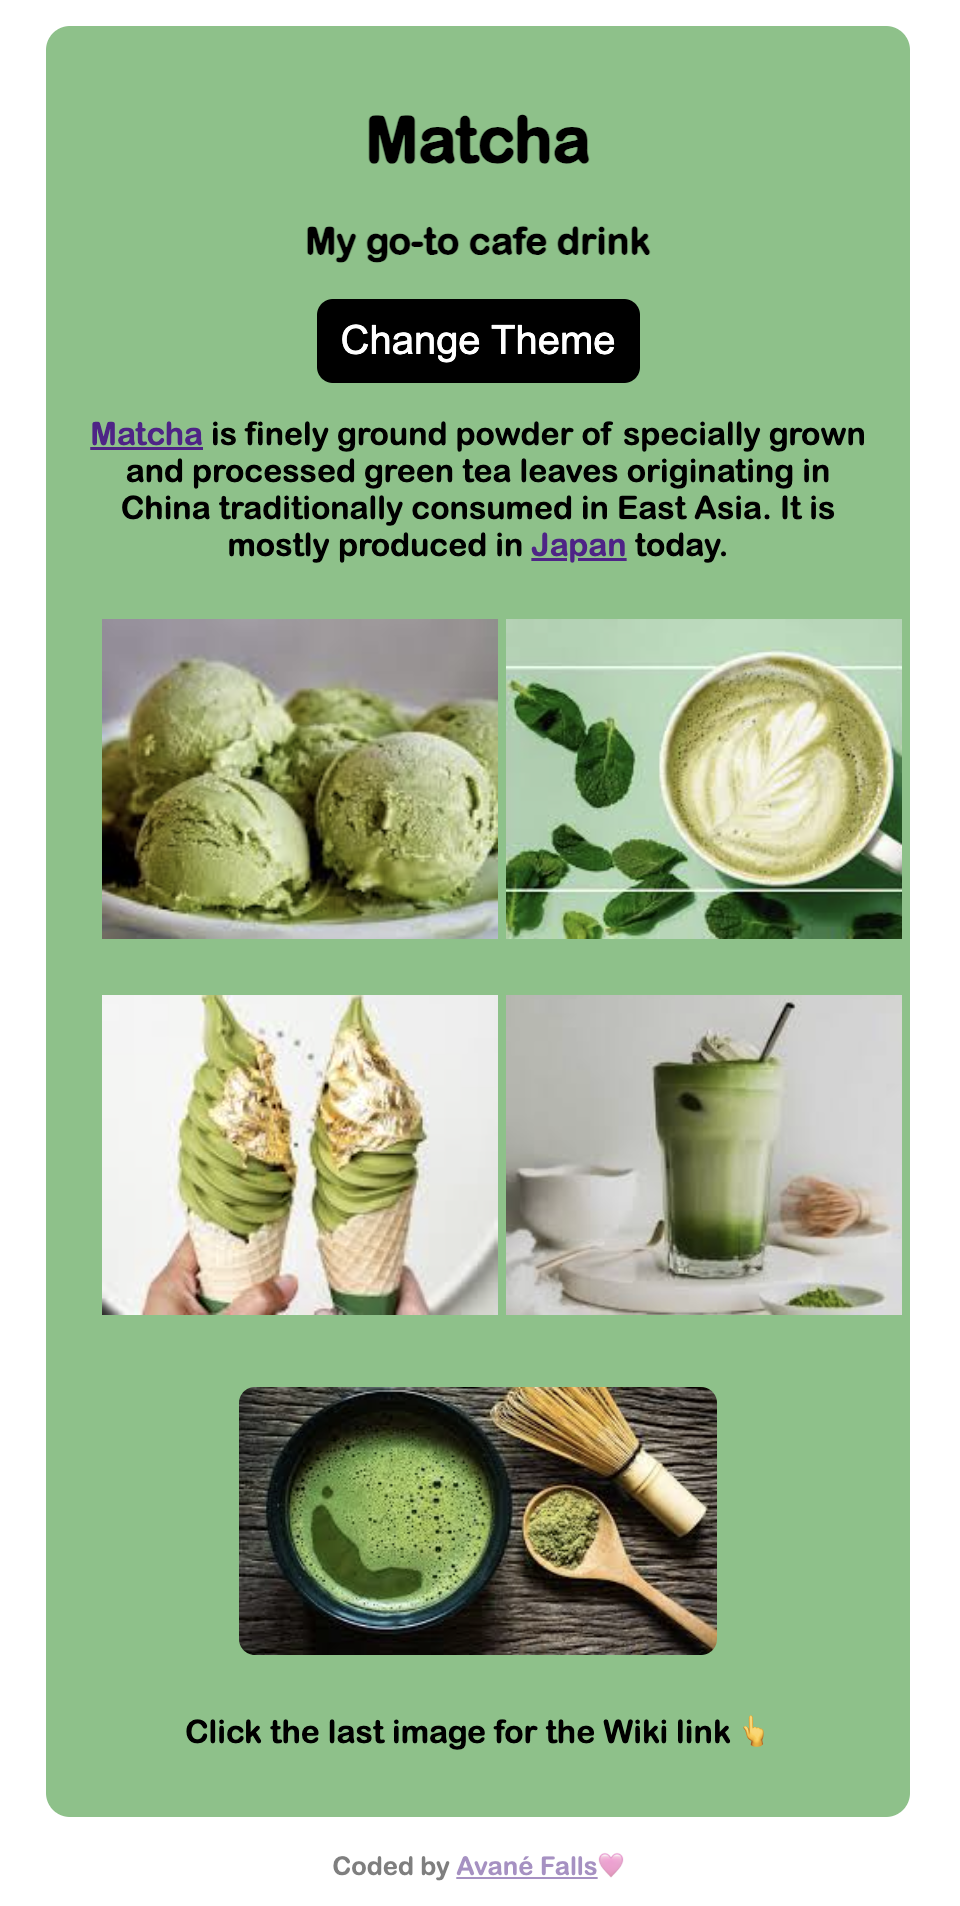 Matcha
My go-to cafe drink
Change Theme
Matcha is finely ground powder of specially grown
and processed green tea leaves originating in
China traditionally consumed in East Asia. It is
mostly produced in Japan today.
Click the last image for the Wiki link 👆
Coded by Avané Falls🩷